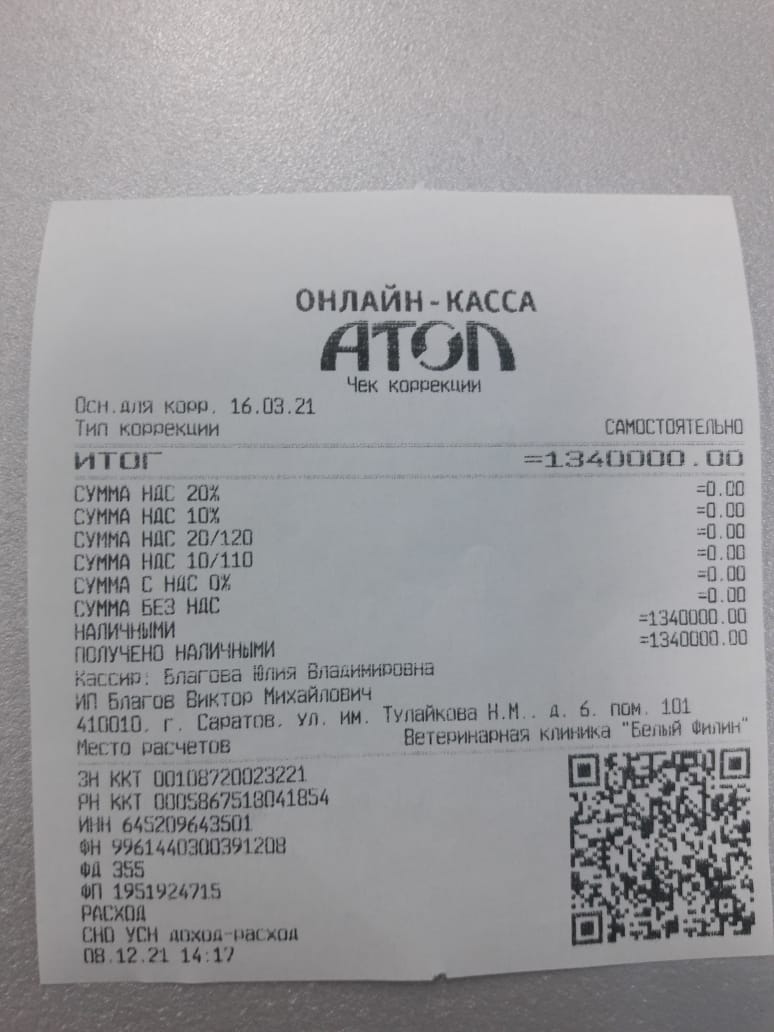 ОНЛАЙН-КАССА
АТОЛ
Чек коррекции
Осн.для корр. 16.03.21
Тип коррекции САМОСТОЯТЕЛЬНО
ИТОГ =1340000.00
СУММА НДС 20% =0.00
СУММА НДС 10% =0.00
СУММА НДС 20/120 =0.00
СУММА НДС 10/110 =0.00
СУММА С НДС 0% =0.00
СУММА БЕЗ НДС =0.00
НАЛИЧНЫМИ =1340000.00
ПОЛУЧЕНО НАЛИЧНЫМИ =1340000.00
Кассир: Благова Юлия Владимировна
ИП Благов Виктор Михайлович
410010, г. Саратов, ул. им. Тулайкова Н.М., д. 6, пом. 101
Место расчетов Ветеринарная клиника "Белый Филин"
ЗН ККТ 00108720023221
РН ККТ 0005867518041854
ИНН 645209643501
ФН 9961440300391208
ФД 355
ФП 1951924715
РАСХОД
СНО УСН доход-расход
08.12.21 14:17